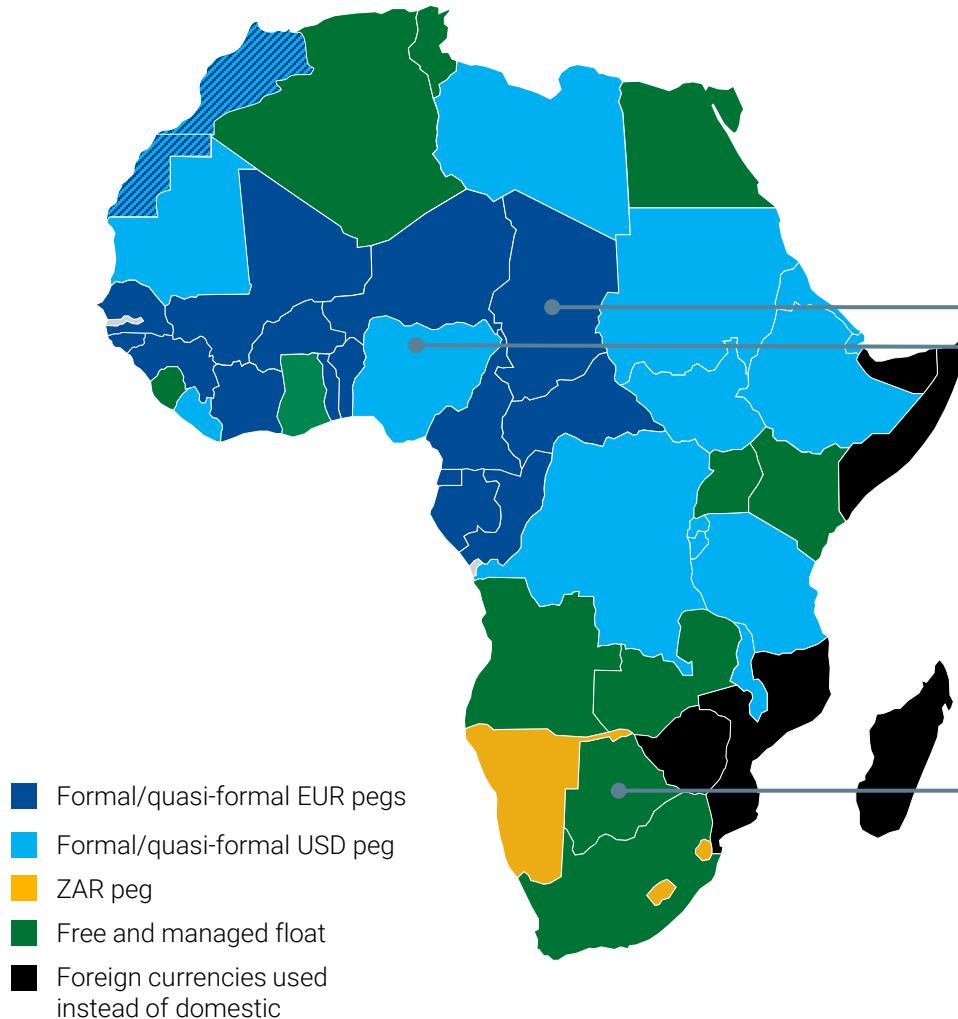 Formal/quasi-formal EUR pegs
Formal/quasi-formal USD peg
ZAR peg
Free and managed float
Foreign currencies used
instead of domestic